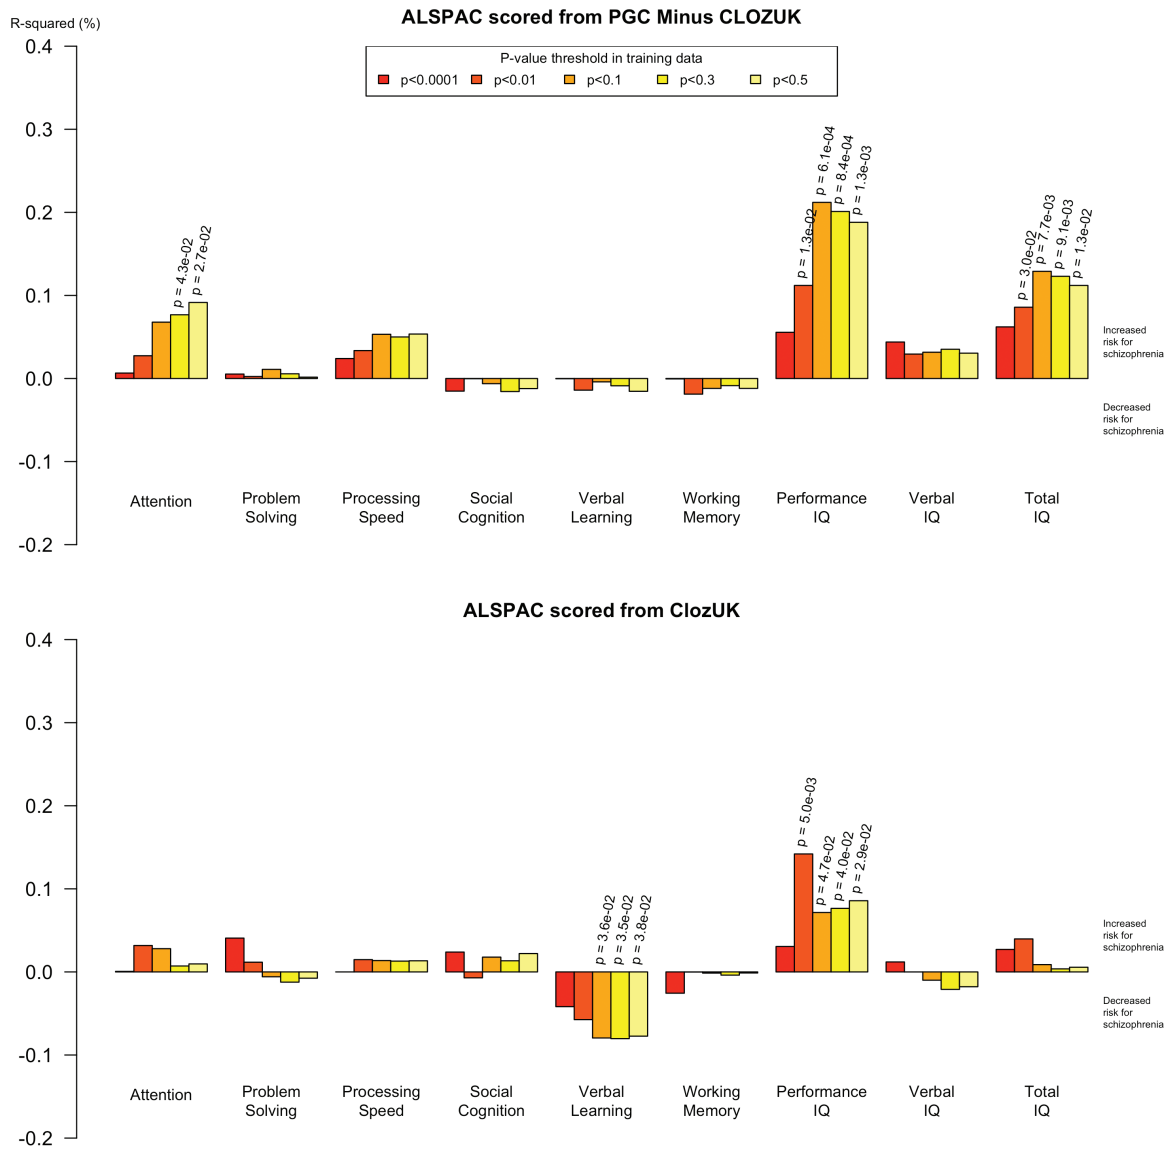 R-squared (%)
ALSPAC scored from PGC Minus CLOZUK
P-value threshold in training data
p<0.0001 p<0.01 p<0.1 p<0.3 p<0.5
0.4
0.3
0.2
0.1
0.0
-0.1
-0.2
p = 4.3e-02
p = 2.7e-02
p = 1.3e-02
p = 6.1e-04
p = 8.4e-04
p = 1.3e-03
p = 3.0e-02
p = 7.7e-03
p = 9.1e-03
p = 1.3e-02
Increased
risk for
schizophrenia
Decreased
risk for
schizophrenia
Attention
Problem
Solving
Processing
Speed
Social
Cognition
Verbal
Learning
Working
Memory
Performance
IQ
Verbal
IQ
Total
IQ
ALSPAC scored from ClozUK
0.4
0.3
0.2
0.1
0.0
-0.1
-0.2
p = 3.6e-02
p = 3.5e-02
p = 3.8e-02
p = 5.0e-03
p = 4.7e-02
p = 4.0e-02
p = 2.9e-02
Increased
risk for
schizophrenia
Decreased
risk for
schizophrenia
Attention
Problem
Solving
Processing
Speed
Social
Cognition
Verbal
Learning
Working
Memory
Performance
IQ
Verbal
IQ
Total
IQ